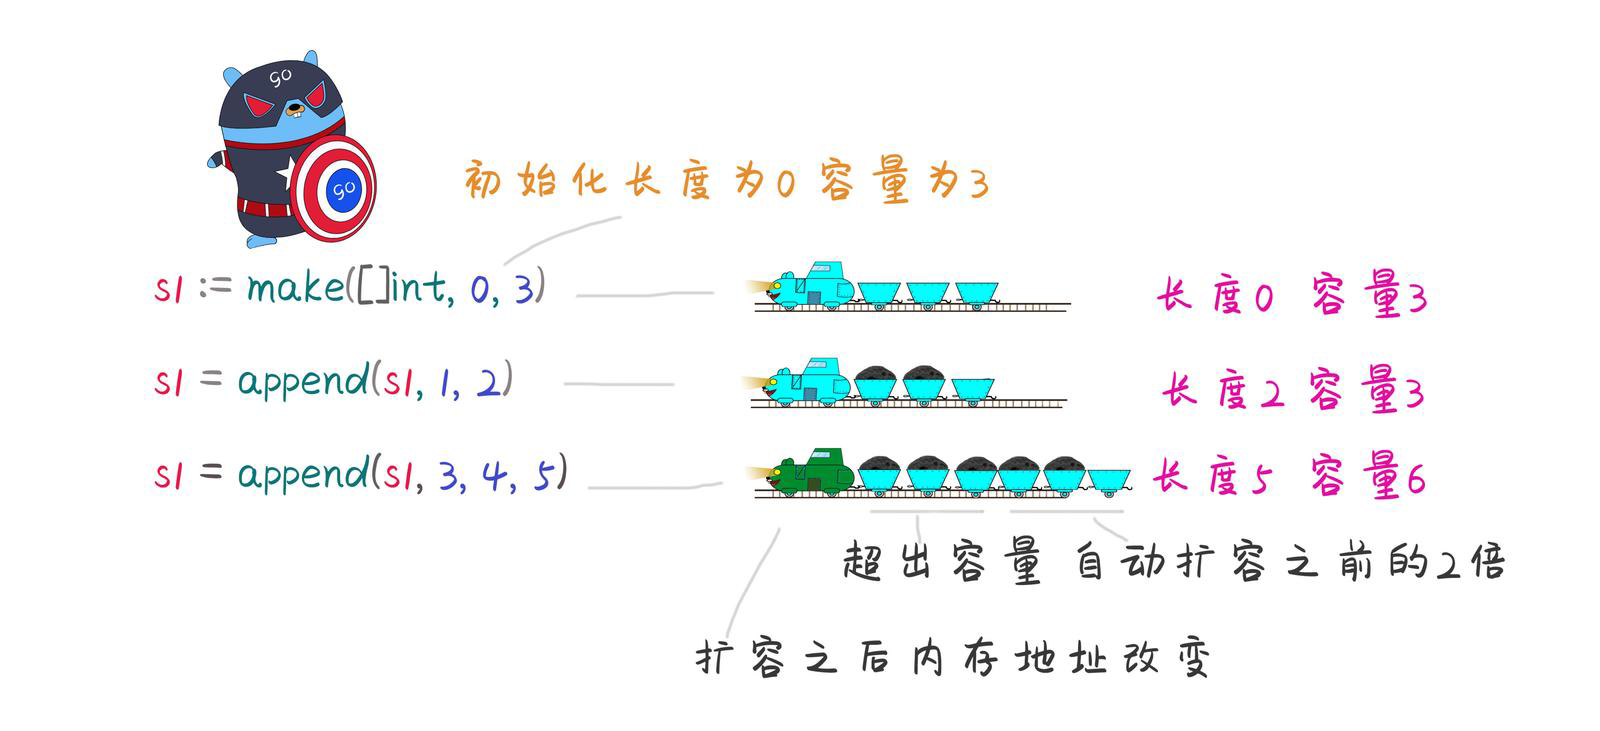 go
go
初始化长度为0 容量为3
s1 := make([]int, 0, 3)
长度0 容量3
s1 = append(s1, 1, 2)
长度2 容量3
s1 = append(s1, 3, 4, 5)
长度5 容量6
超出容量 自动扩容之前的2倍
扩容之后内存地址改变